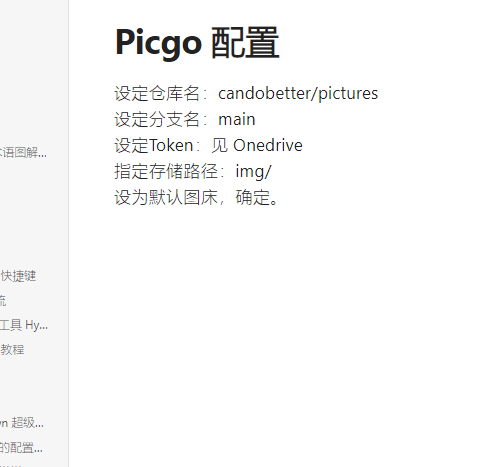 Picgo 配置
设定仓库名：candobetter/pictures
设定分支名：main
设定Token：见 Onedrive
指定存储路径：img/
设为默认图床，确定。
语图解...
快捷键
流
工具 Hy...
教程
n 超级...
的配置...